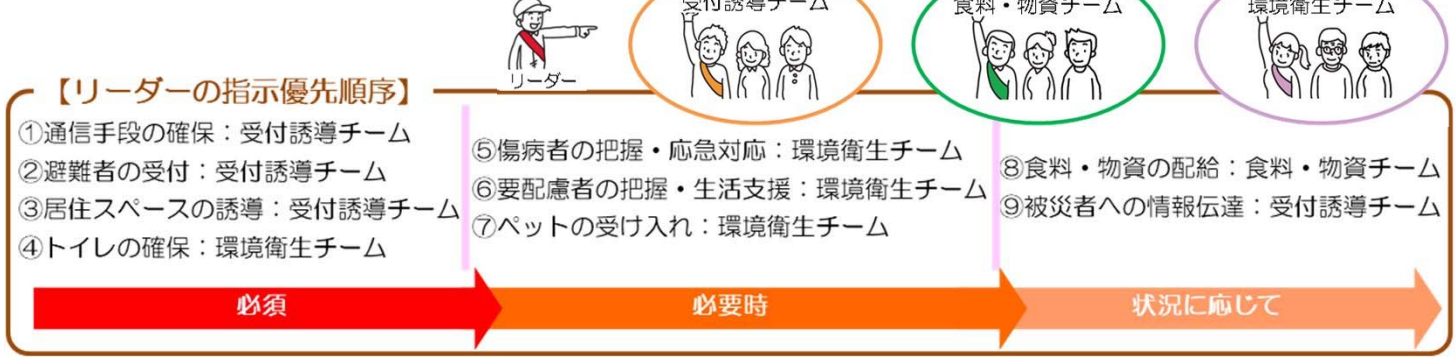 受付誘導チーム
食料・物資チーム
環境衛生チーム
リーダー
【リーダーの指示優先順序】
①通信手段の確保：受付誘導チーム
②避難者の受付：受付誘導チーム
③居住スペースの誘導：受付誘導チーム
④トイレの確保：環境衛生チーム
⑤傷病者の把握・応急対応：環境衛生チーム
⑥要配慮者の把握・生活支援：環境衛生チーム
⑦ペットの受け入れ：環境衛生チーム
⑧食料・物資の配給：食料・物資チーム
⑨被災者への情報伝達：受付誘導チーム
必須
必要時
状況に応じて